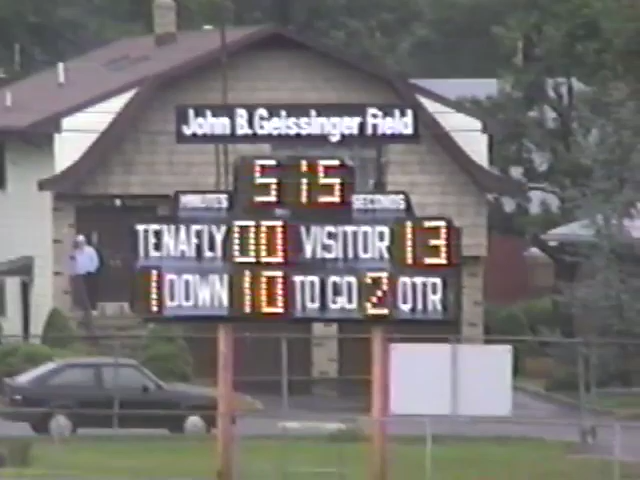 John B. Geissinger Field
5 15
MINUTES SECONDS
TENAFLY 00 VISITOR 13
1 DOWN 10 TO GO 2 QTR